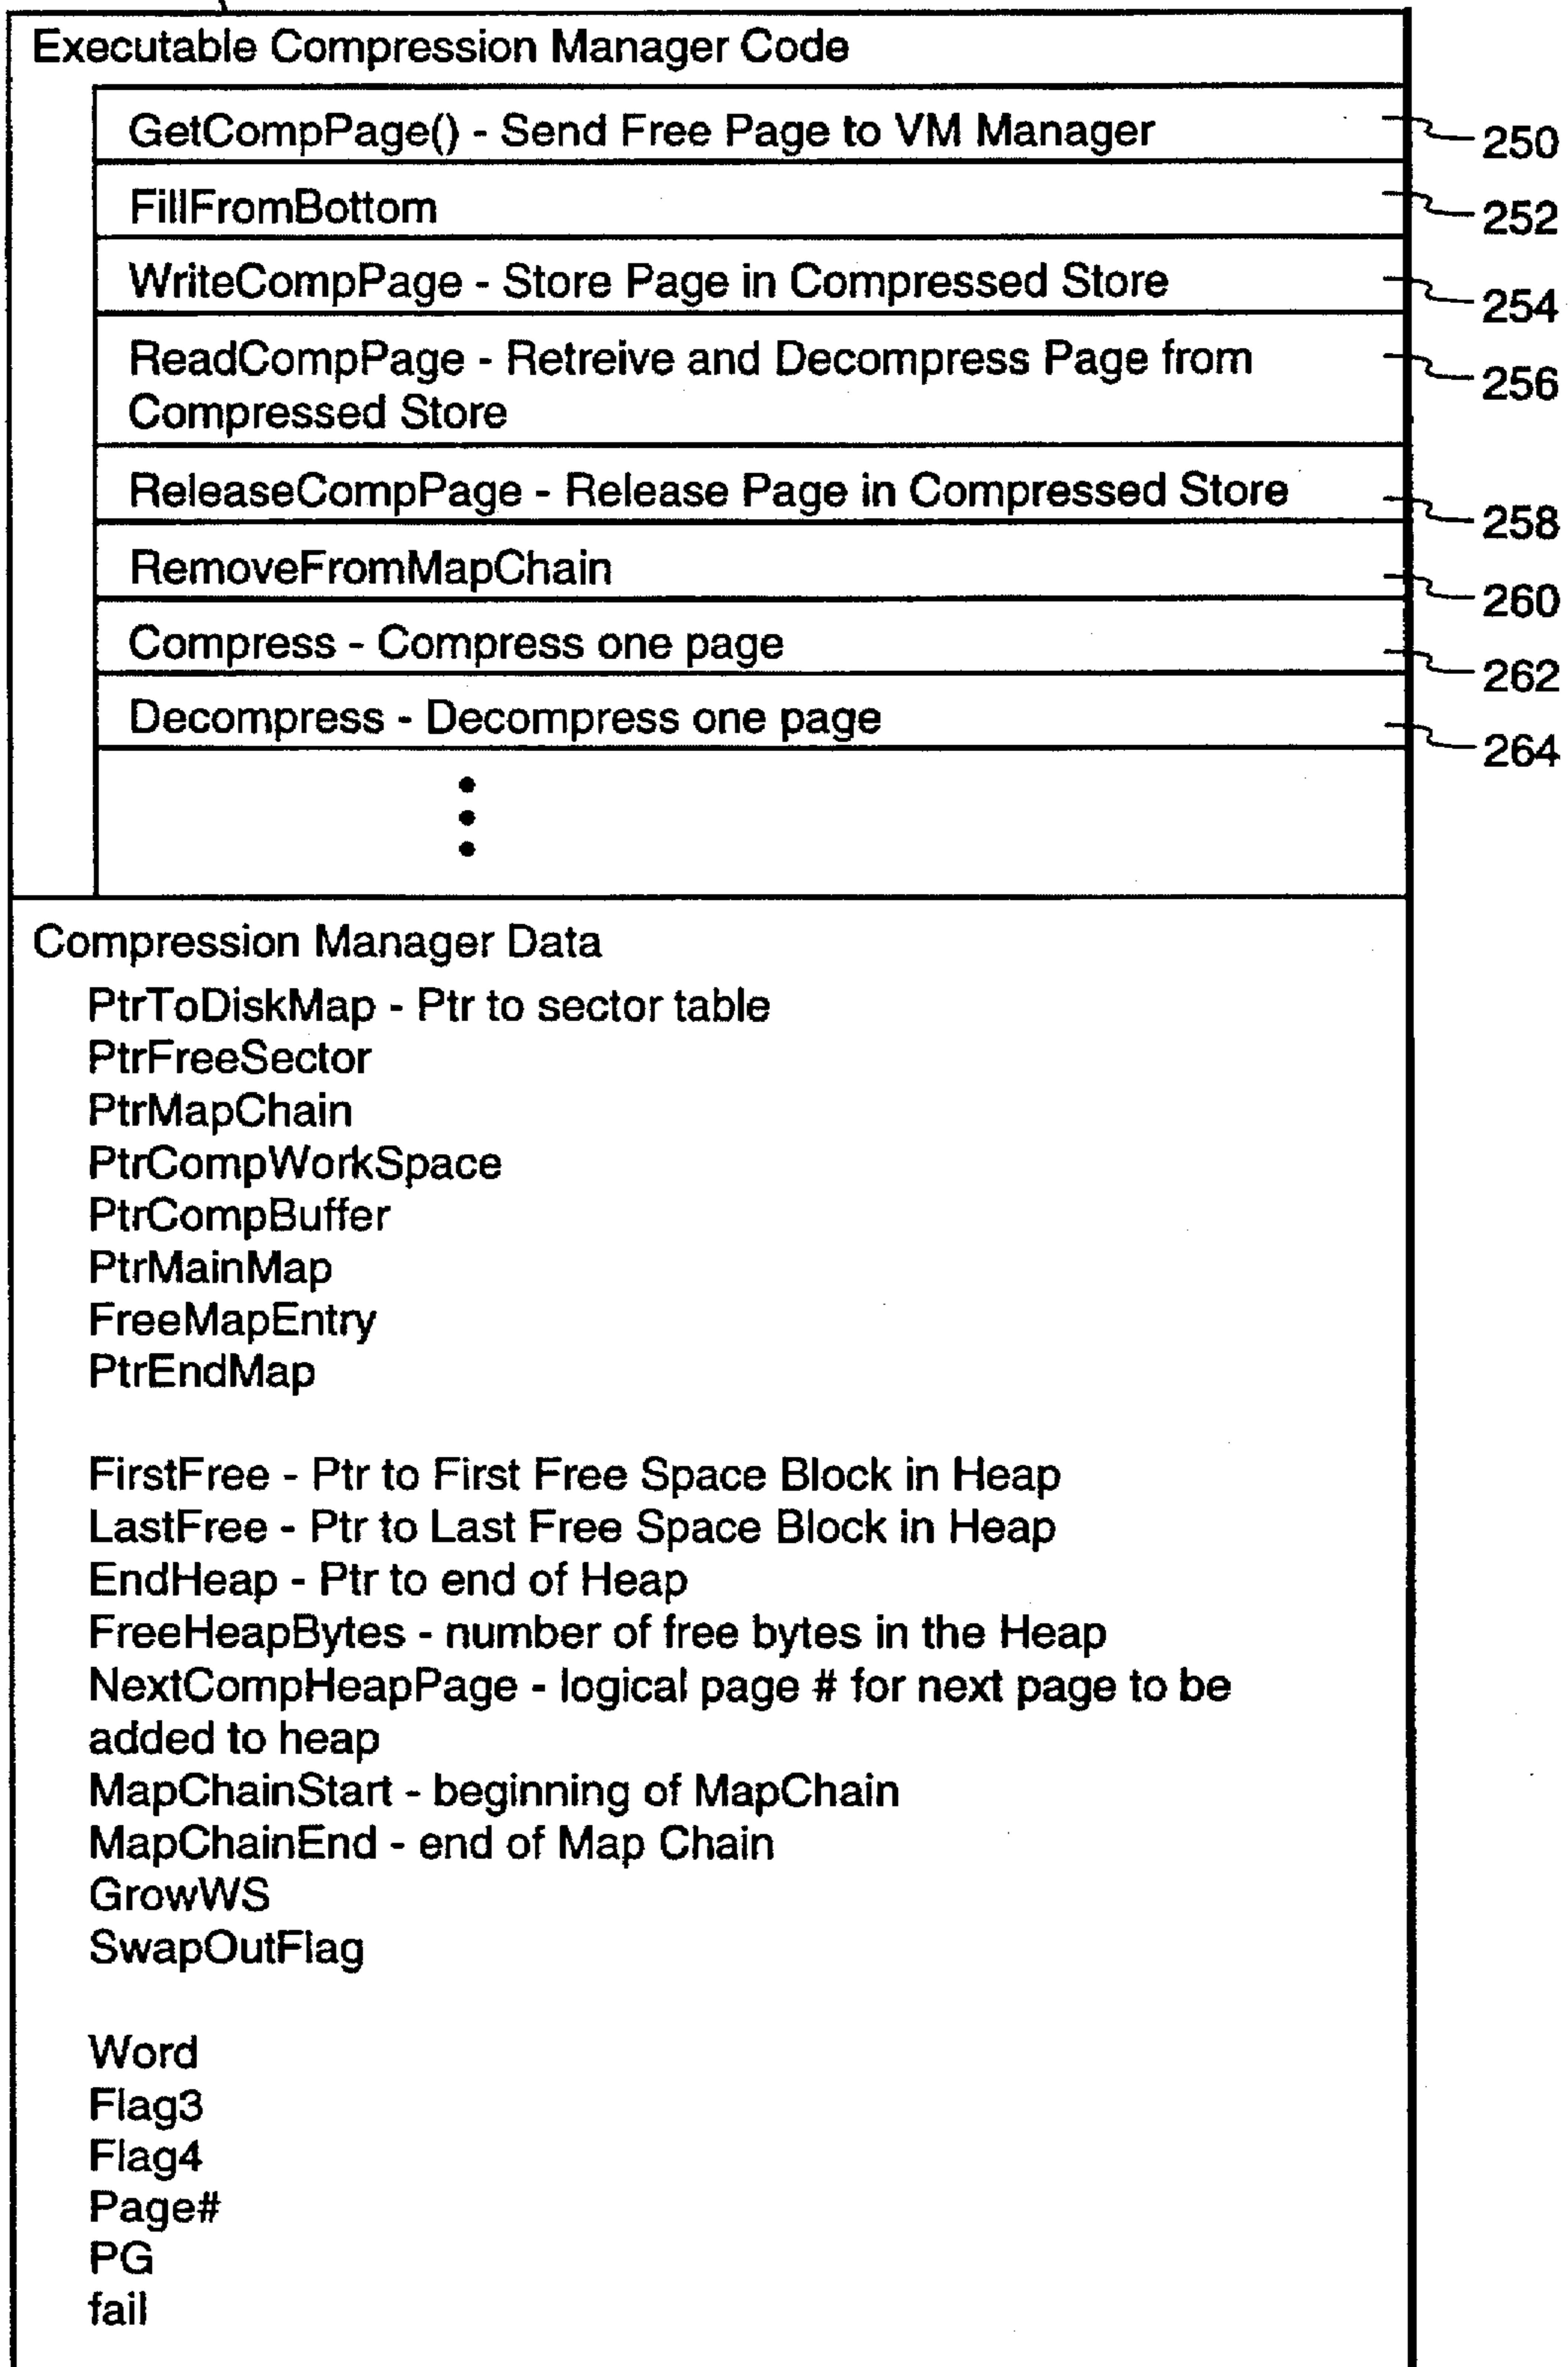 Executable Compression Manager Code
GetCompPage() - Send Free Page to VM Manager
250
FillFromBottom
252
WriteCompPage - Store Page in Compressed Store
254
ReadCompPage - Retreive and Decompress Page from
256
Compressed Store
ReleaseCompPage - Release Page in Compressed Store
258
RemoveFromMapChain
260
Compress - Compress one page
262
Decompress - Decompress one page
264
Compression Manager Data
PtrToDiskMap - Ptr to sector table
PtrFreeSector
PtrMapChain
PtrCompWorkSpace
PtrCompBuffer
PtrMainMap
FreeMapEntry
PtrEndMap
FirstFree - Ptr to First Free Space Block in Heap
LastFree - Ptr to Last Free Space Block in Heap
EndHeap - Ptr to end of Heap
FreeHeapBytes - number of free bytes in the Heap
NextCompHeapPage - logical page # for next page to be
added to heap
MapChainStart - beginning of MapChain
MapChainEnd - end of Map Chain
GrowWS
SwapOutFlag
Word
Flag3
Flag4
Page#
PG
fail